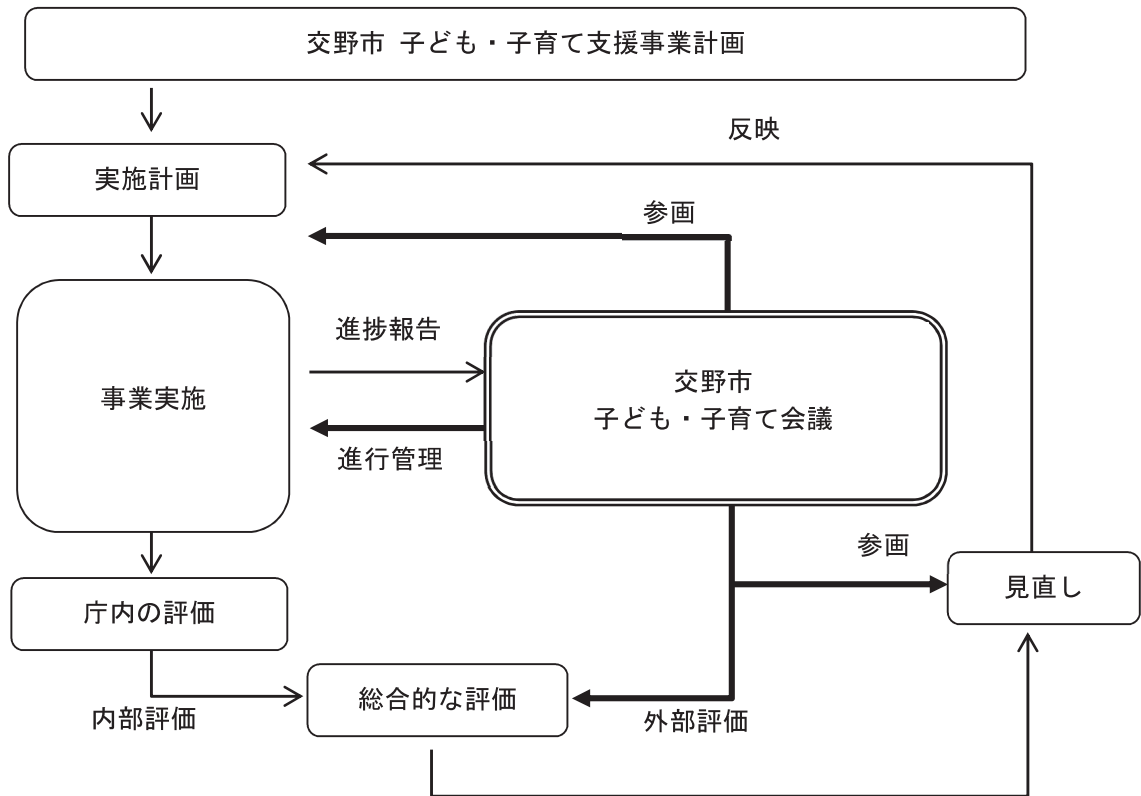 交野市 子ども・子育て支援事業計画
反映
実施計画
参画
進捗報告
事業実施
交野市
子ども・子育て会議
進行管理
参画
見直し
庁内の評価
総合的な評価
内部評価
外部評価